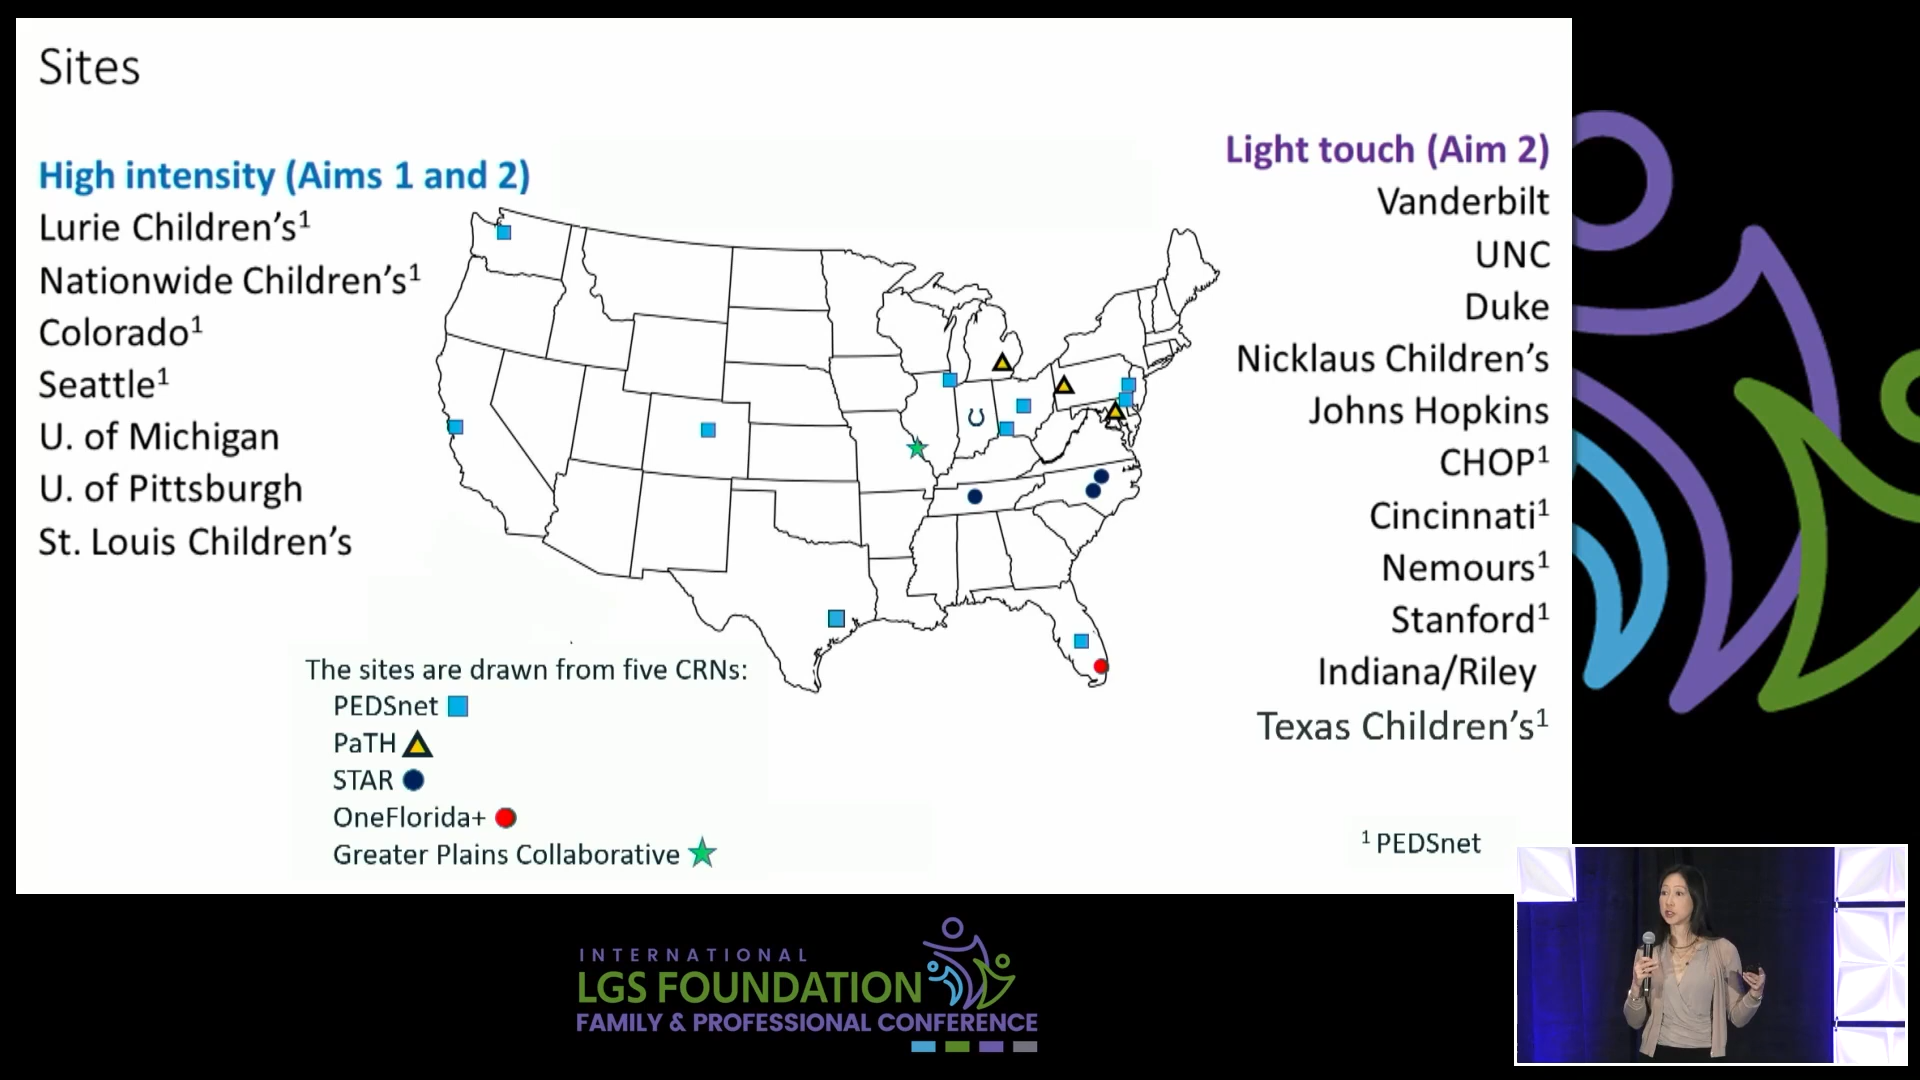 Sites
High intensity (Aims 1 and 2)
Lurie Children's¹
Nationwide Children's¹
Colorado¹
Seattle¹
U. of Michigan
U. of Pittsburgh
St. Louis Children's
Light touch (Aim 2)
Vanderbilt
UNC
Duke
Nicklaus Children's
Johns Hopkins
CHOP¹
Cincinnati¹
Nemours¹
Stanford¹
Indiana/Riley
Texas Children's¹
The sites are drawn from five CRNs:
PEDSnet
PaTH
STAR
OneFlorida+
Greater Plains Collaborative
¹ PEDSnet
INTERNATIONAL
LGS FOUNDATION
FAMILY & PROFESSIONAL CONFERENCE